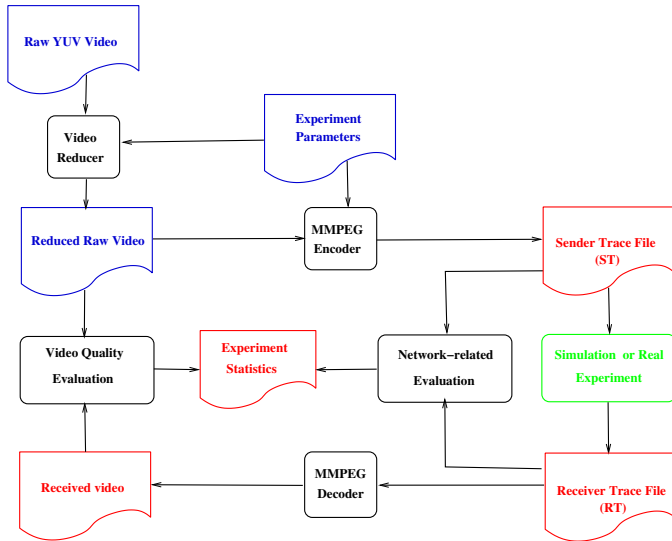 Raw YUV Video
Experiment
Parameters
Video
Reducer
Reduced Raw Video
MMPEG
Encoder
Sender Trace File
(ST)
Video Quality
Evaluation
Experiment
Statistics
Network-related
Evaluation
Simulation or Real
Experiment
Received video
MMPEG
Decoder
Receiver Trace File
(RT)